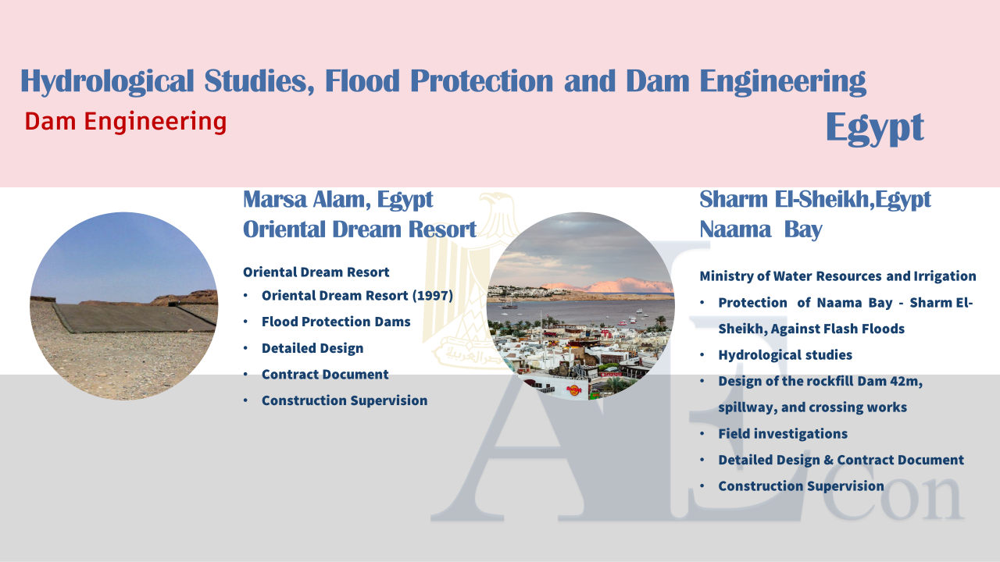 Hydrological Studies, Flood Protection and Dam Engineering
Dam Engineering
Egypt
Marsa Alam, Egypt
Oriental Dream Resort
Oriental Dream Resort
• Oriental Dream Resort (1997)
• Flood Protection Dams
• Detailed Design
• Contract Document
• Construction Supervision
Sharm El-Sheikh,Egypt
Naama Bay
Ministry of Water Resources and Irrigation
• Protection of Naama Bay - Sharm El-
Sheikh, Against Flash Floods
• Hydrological studies
• Design of the rockfill Dam 42m,
spillway, and crossing works
• Field investigations
• Detailed Design & Contract Document
• Construction Supervision
AECon